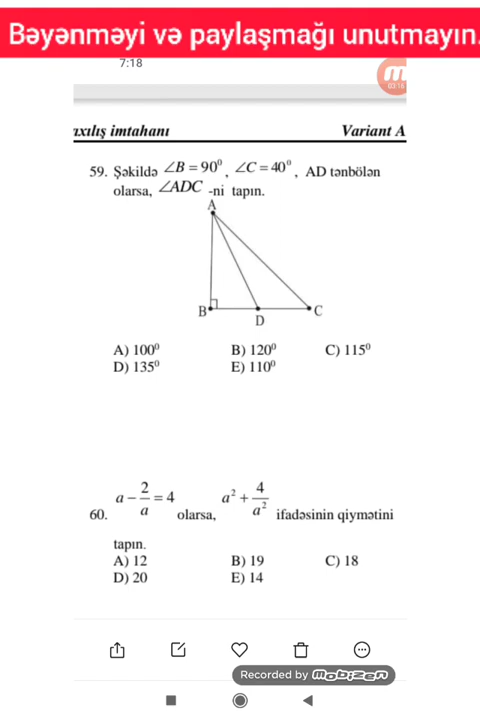 Bəyənməyi və paylaşmağı unutmayın.
7:18
03:16
ıxılış imtahanı Variant A
59. Şəkildə ∠B = 90⁰, ∠C = 40⁰, AD tənbölən
olarsa, ∠ADC -ni tapın.
A
B
C
D
A) 100⁰ B) 120⁰ C) 115⁰
D) 135⁰ E) 110⁰
60. a − 2/a = 4 olarsa, a² + 4/a² ifadəsinin qiymətini
tapın.
A) 12 B) 19 C) 18
D) 20 E) 14
Recorded by mobizen